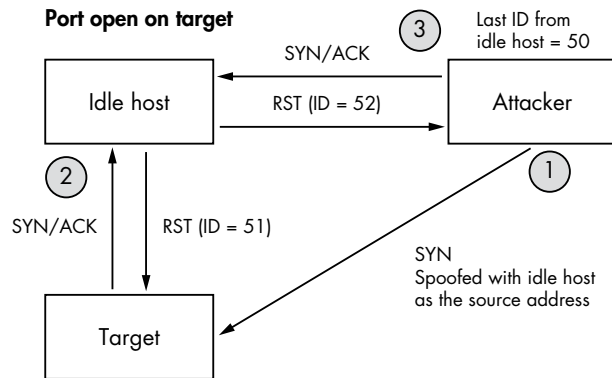 Port open on target
3
Last ID from
idle host = 50
SYN/ACK
Idle host
RST (ID = 52)
Attacker
2
1
SYN/ACK
RST (ID = 51)
SYN
Spoofed with idle host
as the source address
Target